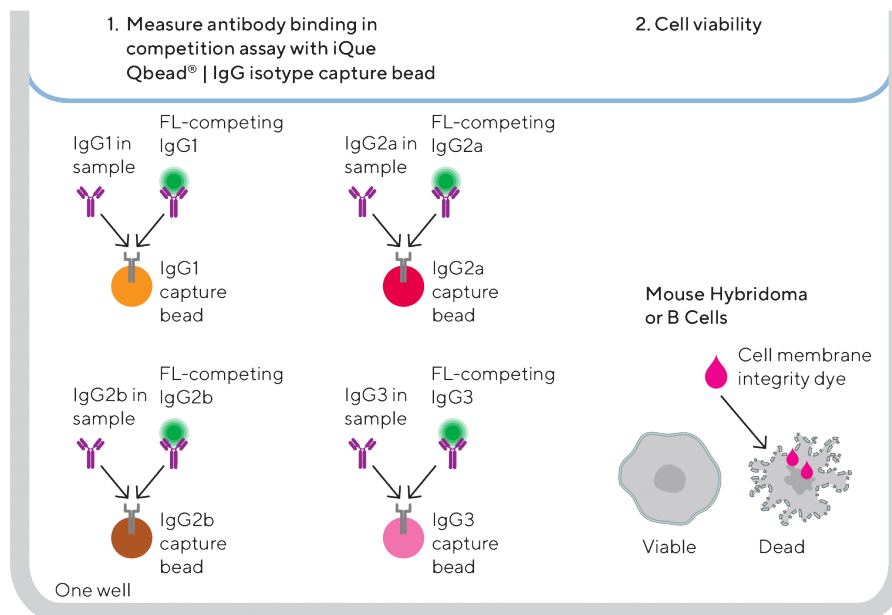 1. Measure antibody binding in
competition assay with iQue
Qbead® | IgG isotype capture bead
2. Cell viability
IgG1 in
sample
FL-competing
IgG1
IgG1
capture
bead
IgG2a in
sample
FL-competing
IgG2a
IgG2a
capture
bead
IgG2b in
sample
FL-competing
IgG2b
IgG2b
capture
bead
IgG3 in
sample
FL-competing
IgG3
IgG3
capture
bead
Mouse Hybridoma
or B Cells
Cell membrane
integrity dye
Viable
Dead
One well